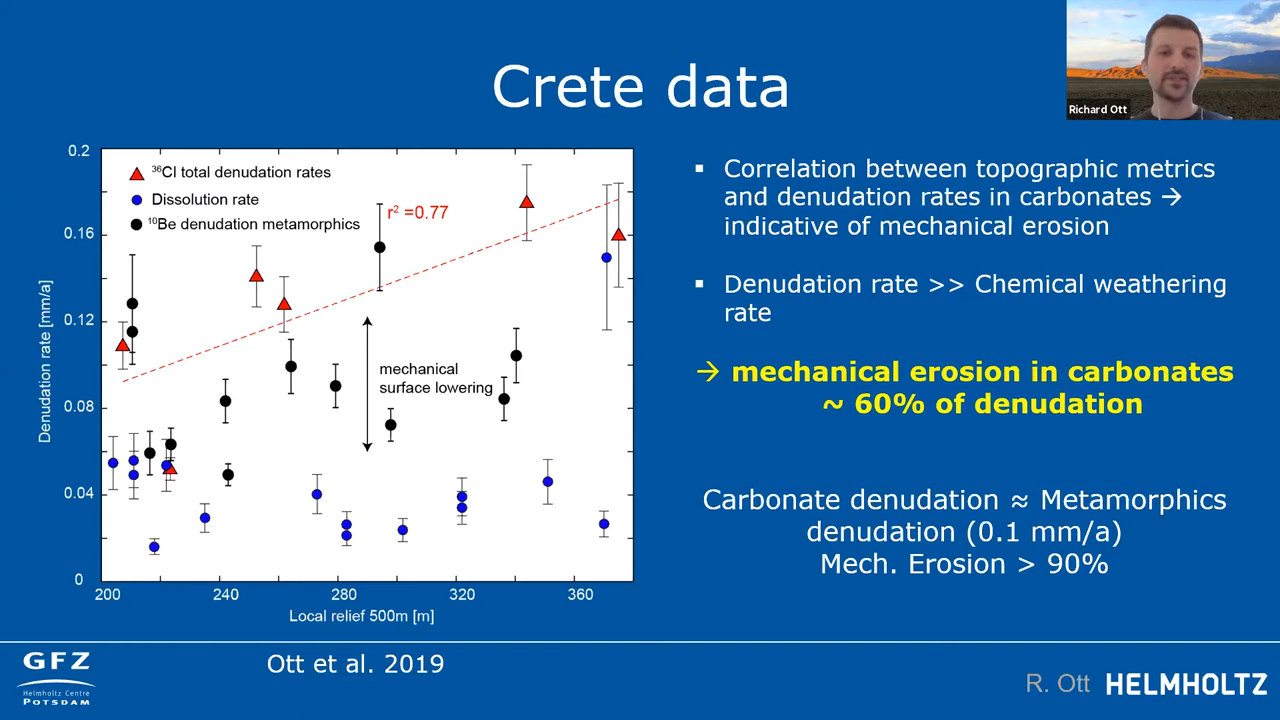 Crete data
Richard Ott
0.2
0.16
0.12
0.08
0.04
0
Denudation rate [mm/a]
³⁶Cl total denudation rates
Dissolution rate
¹⁰Be denudation metamorphics
r² =0.77
mechanical
surface lowering
200 240 280 320 360
Local relief 500m [m]
▪ Correlation between topographic metrics
and denudation rates in carbonates →
indicative of mechanical erosion
▪ Denudation rate >> Chemical weathering
rate
→ mechanical erosion in carbonates
~ 60% of denudation
Carbonate denudation ≈ Metamorphics
denudation (0.1 mm/a)
Mech. Erosion > 90%
GFZ
Helmholtz Centre
POTSDAM
Ott et al. 2019
R. Ott HELMHOLTZ